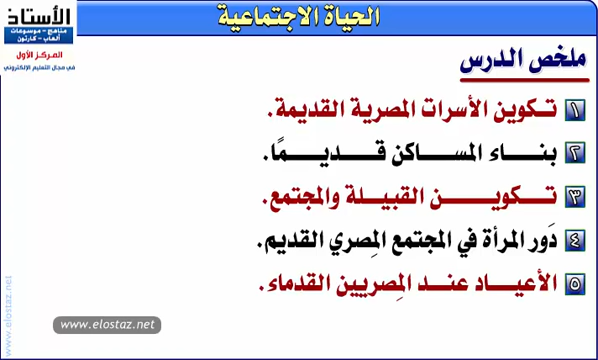 الحياة الاجتماعية
الأستاذ
مناهج - موسوعات
ألعاب - كارتون
المركز الأول
في مجال التعليم الإلكتروني
ملخص الدرس
١ تكوين الأسرات المصرية القديمة.
٢ بناء المساكن قديمًا.
٣ تكوين القبيلة والمجتمع.
٤ دَور المرأة في المجتمع المِصري القديم.
٥ الأعياد عند المِصريين القدماء.
www.elostaz.net
www.elostaz.net